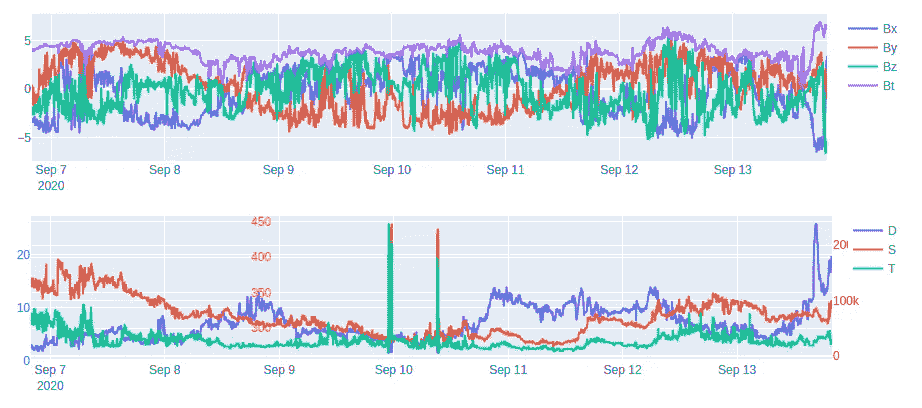 5
0
−5
Sep 7
2020
Sep 8
Sep 9
Sep 10
Sep 11
Sep 12
Sep 13
Bx
By
Bz
Bt
20
10
0
450
400
350
100k
0
Sep 7
2020
Sep 8
Sep 9
Sep 10
Sep 11
Sep 12
Sep 13
D
S
T